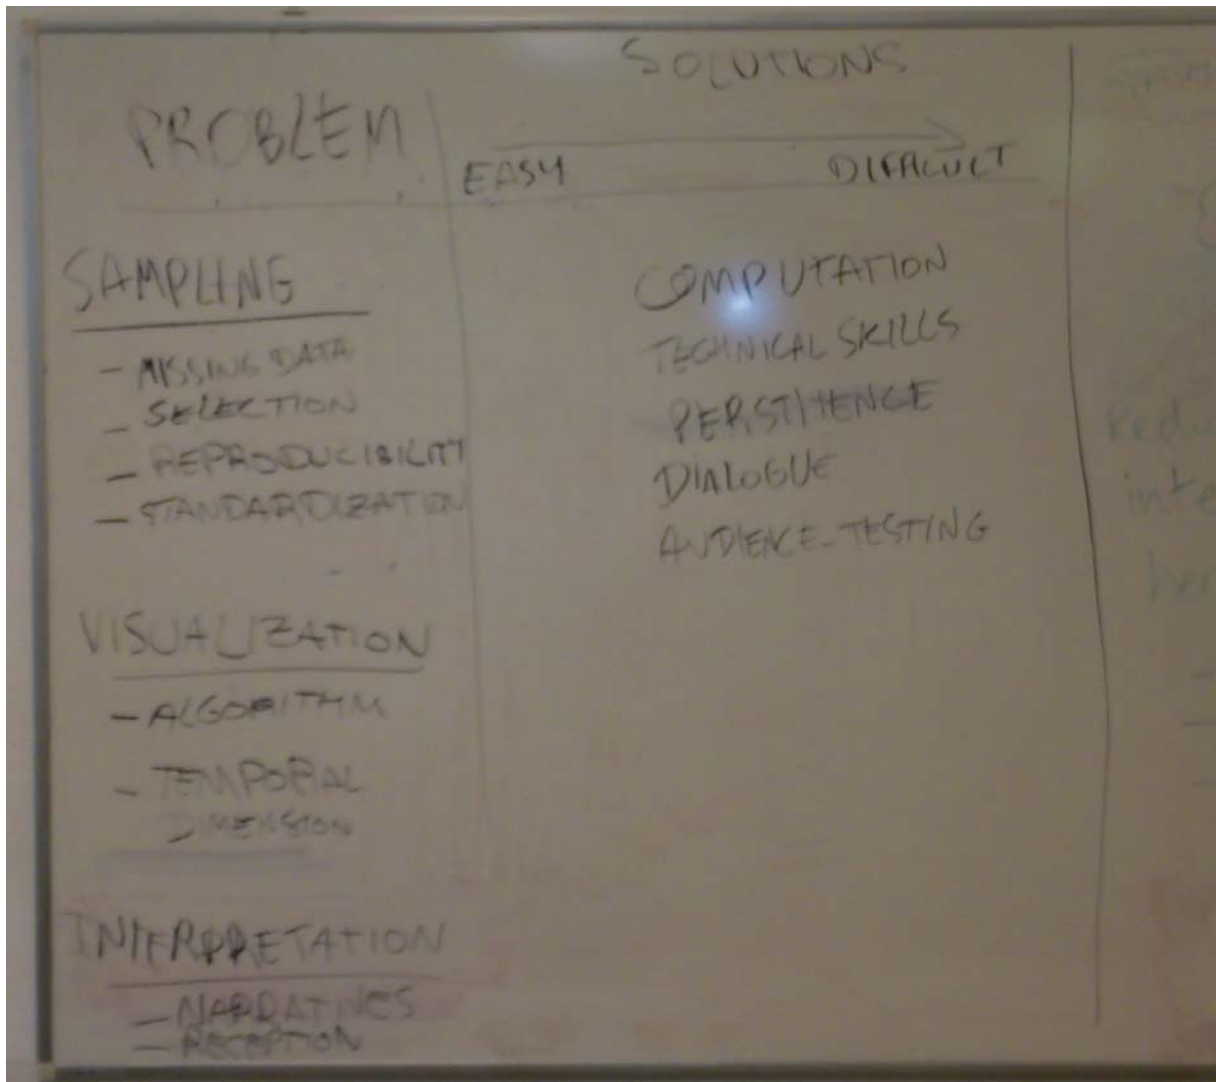 PROBLEM
SOLUTIONS
EASY
DIFFICULT
SAMPLING
- MISSING DATA
- SELECTION
- REPRODUCIBILITY
- STANDARDIZATION
VISUALIZATION
- ALGORITHM
- TEMPORAL
DIMENSION
INTERPRETATION
- NARRATIVES
- RECEPTION
COMPUTATION
TECHNICAL SKILLS
DIALOGUE
AUDIENCE-TESTING